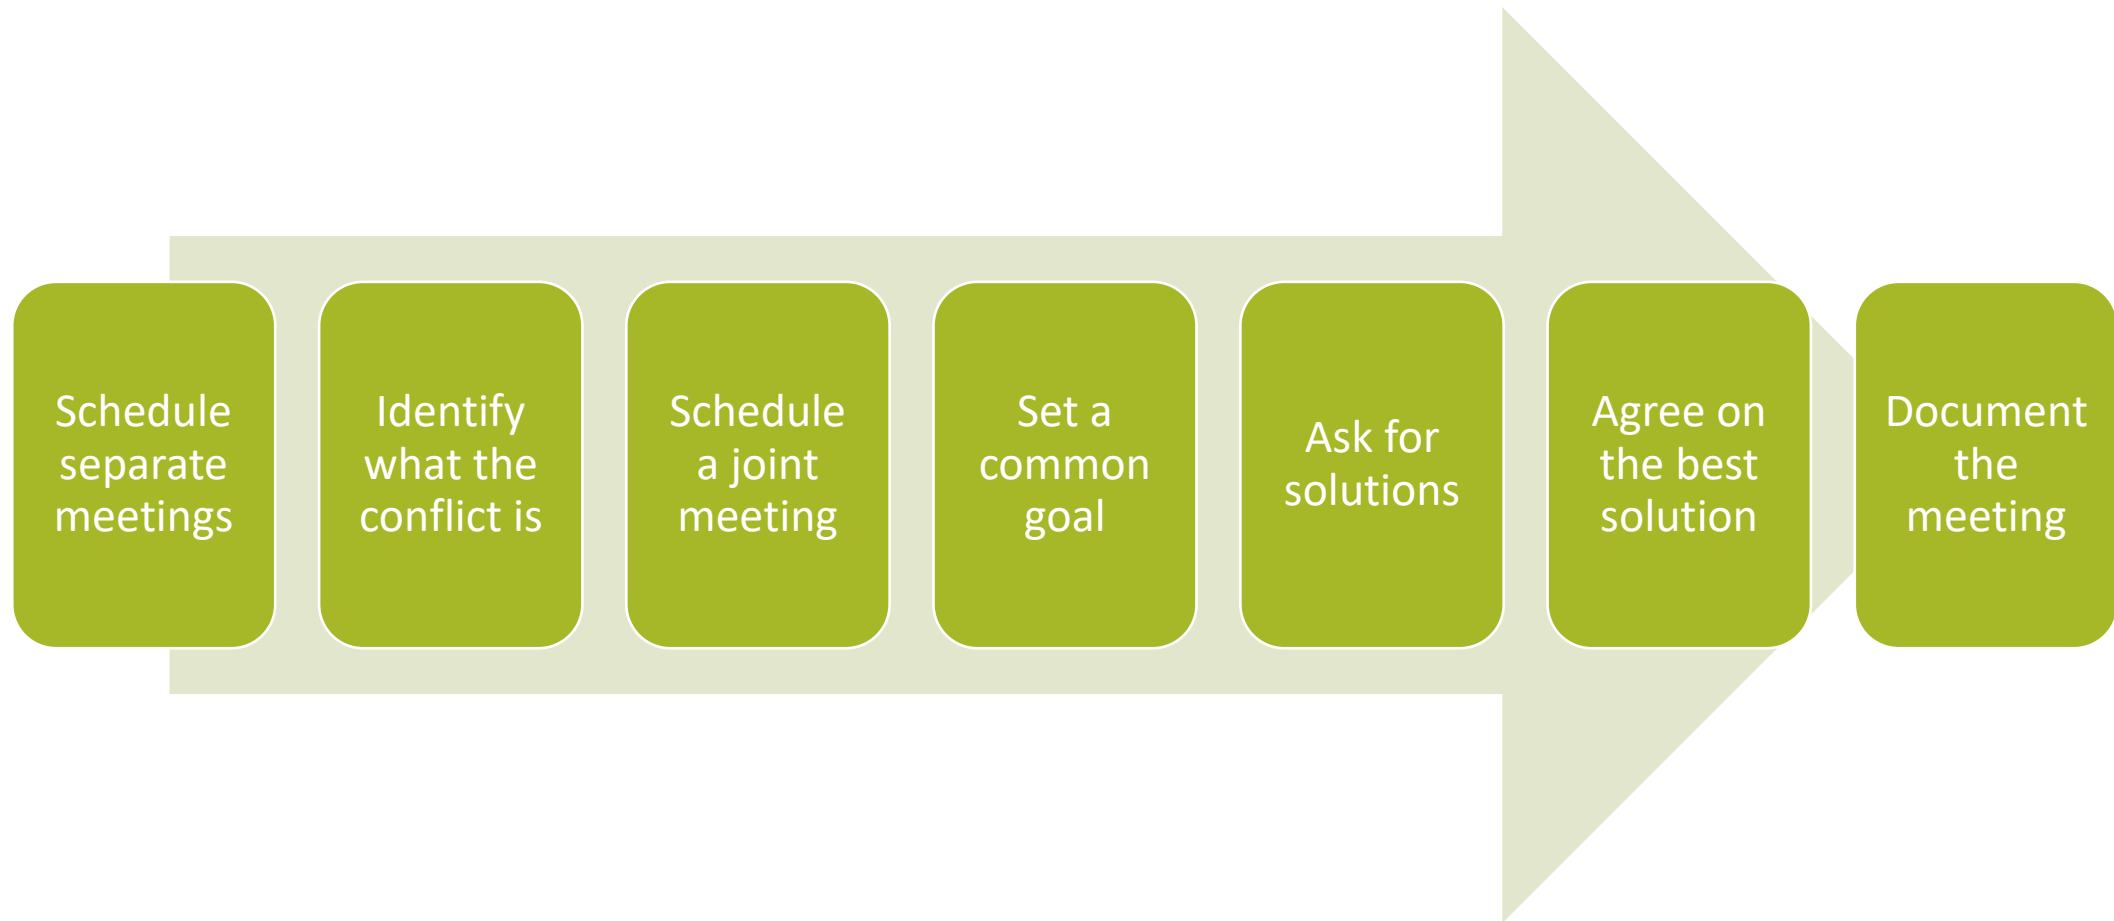 Schedule
separate
meetings
Identify
what the
conflict is
Schedule
a joint
meeting
Set a
common
goal
Ask for
solutions
Agree on
the best
solution
Document
the
meeting